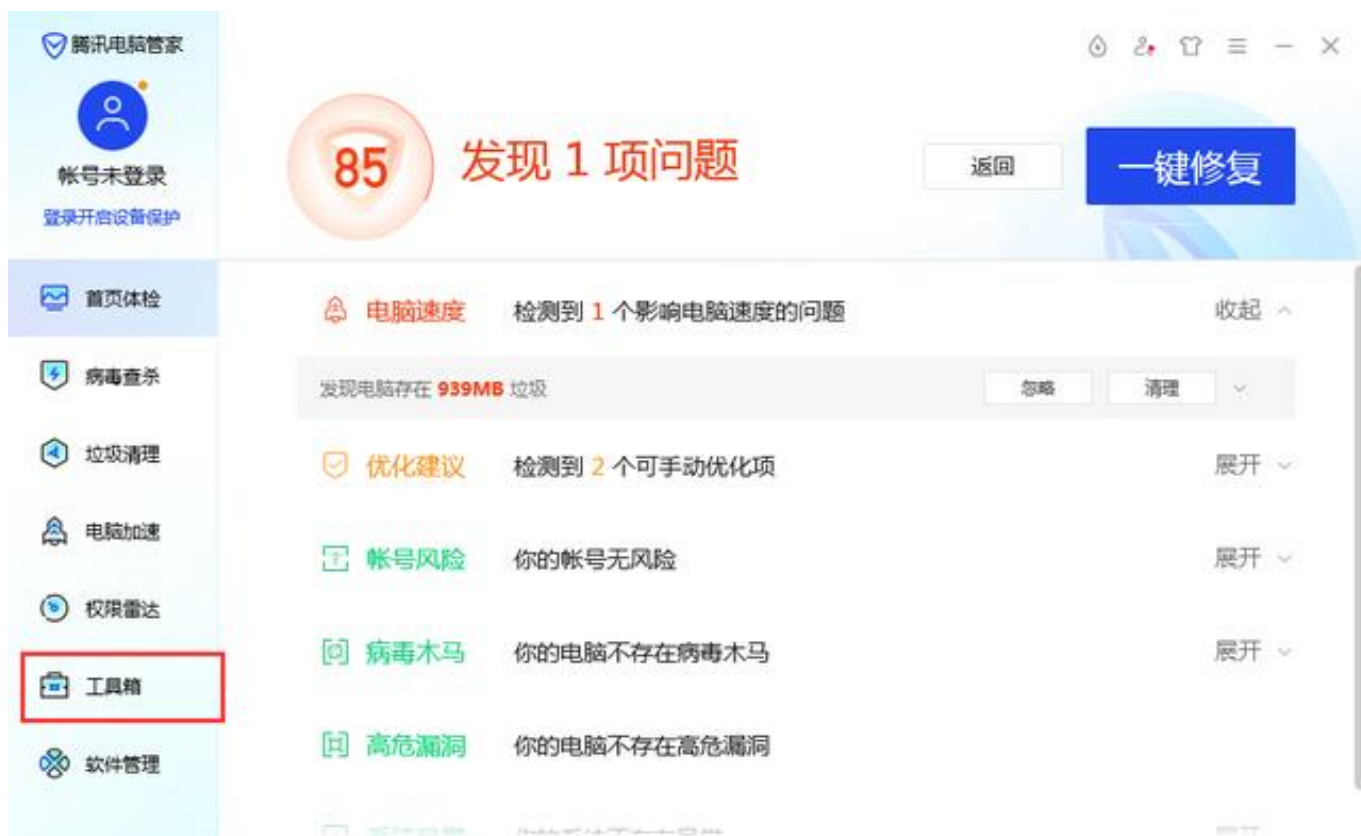 腾讯电脑管家
帐号未登录
登录开启设备保护
85
发现 1 项问题
返回
一键修复
首页体检
病毒查杀
垃圾清理
电脑加速
权限雷达
工具箱
软件管理
电脑速度 检测到 1 个影响电脑速度的问题 收起
发现电脑存在 939MB 垃圾 忽略 清理
优化建议 检测到 2 个可手动优化项 展开
帐号风险 你的帐号无风险 展开
病毒木马 你的电脑不存在病毒木马 展开
高危漏洞 你的电脑不存在高危漏洞